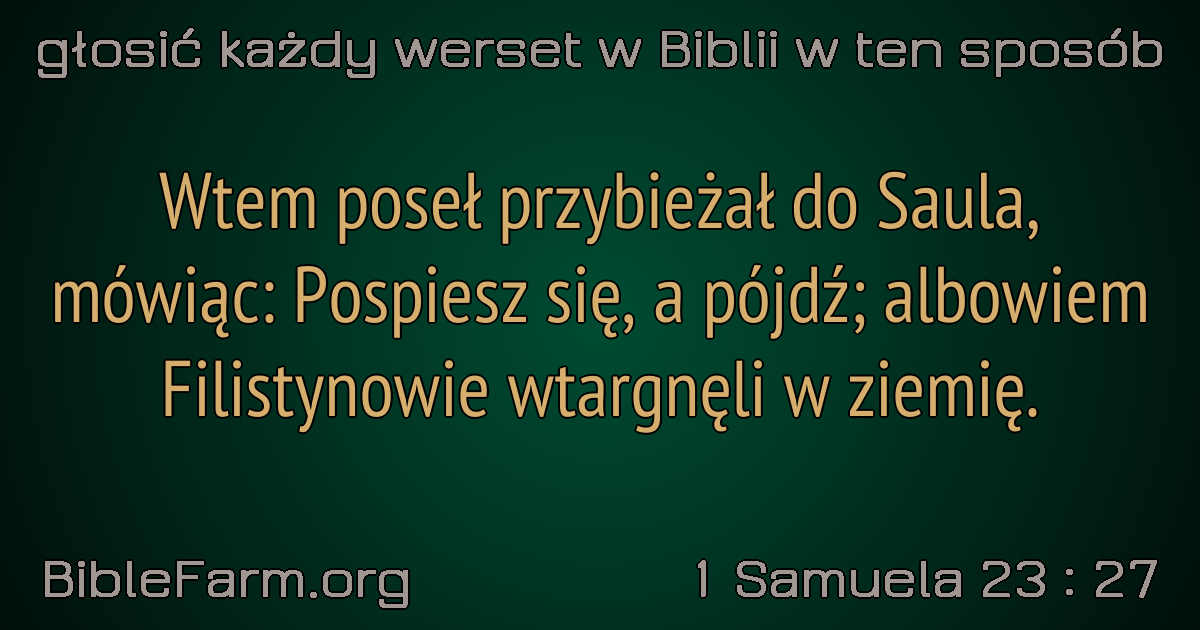 głosić każdy werset w Biblii w ten sposób
Wtem poseł przybieżał do Saula,
mówiąc: Pospiesz się, a pójdź; albowiem
Filistynowie wtargnęli w ziemię.
BibleFarm.org
1 Samuela 23 : 27